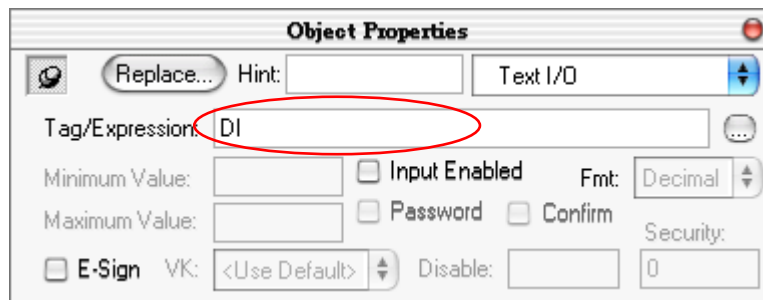 Object Properties
Replace... Hint: Text I/O
Tag/Expression: DI ...
Minimum Value: Input Enabled Fmt: Decimal
Maximum Value: Password Confirm Security:
E-Sign VK: <Use Default> Disable: 0